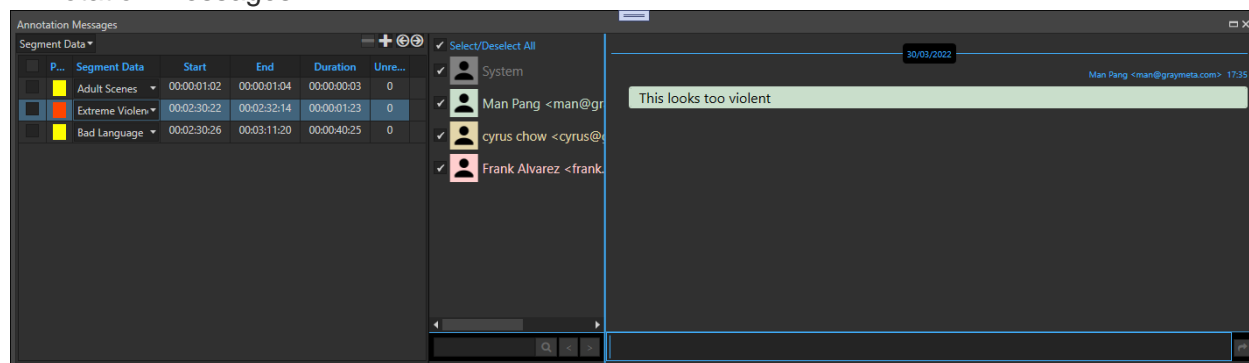 Annotation Messages
Segment Data
P... Segment Data Start End Duration Unre...
Adult Scenes 00:00:01:02 00:00:01:04 00:00:00:03 0
Extreme Violen 00:02:30:22 00:02:32:14 00:00:01:23 0
Bad Language 00:02:30:26 00:03:11:20 00:00:40:25 0
Select/Deselect All
System
Man Pang <man@gr
cyrus chow <cyrus@
Frank Alvarez <frank.
< >
30/03/2022
Man Pang <man@graymeta.com> 17:35
This looks too violent